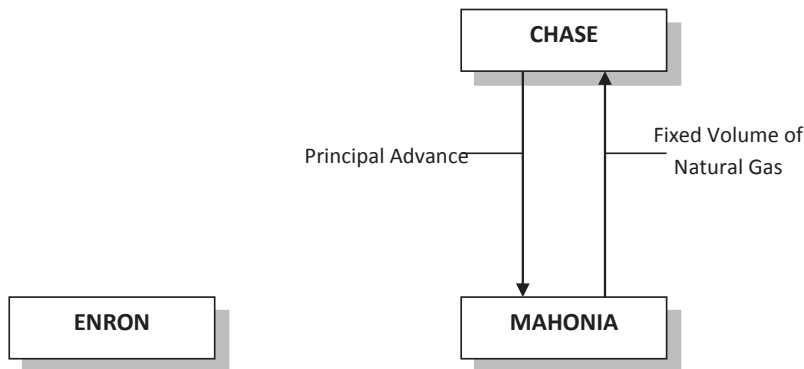 CHASE
Principal Advance
Fixed Volume of
Natural Gas
ENRON
MAHONIA